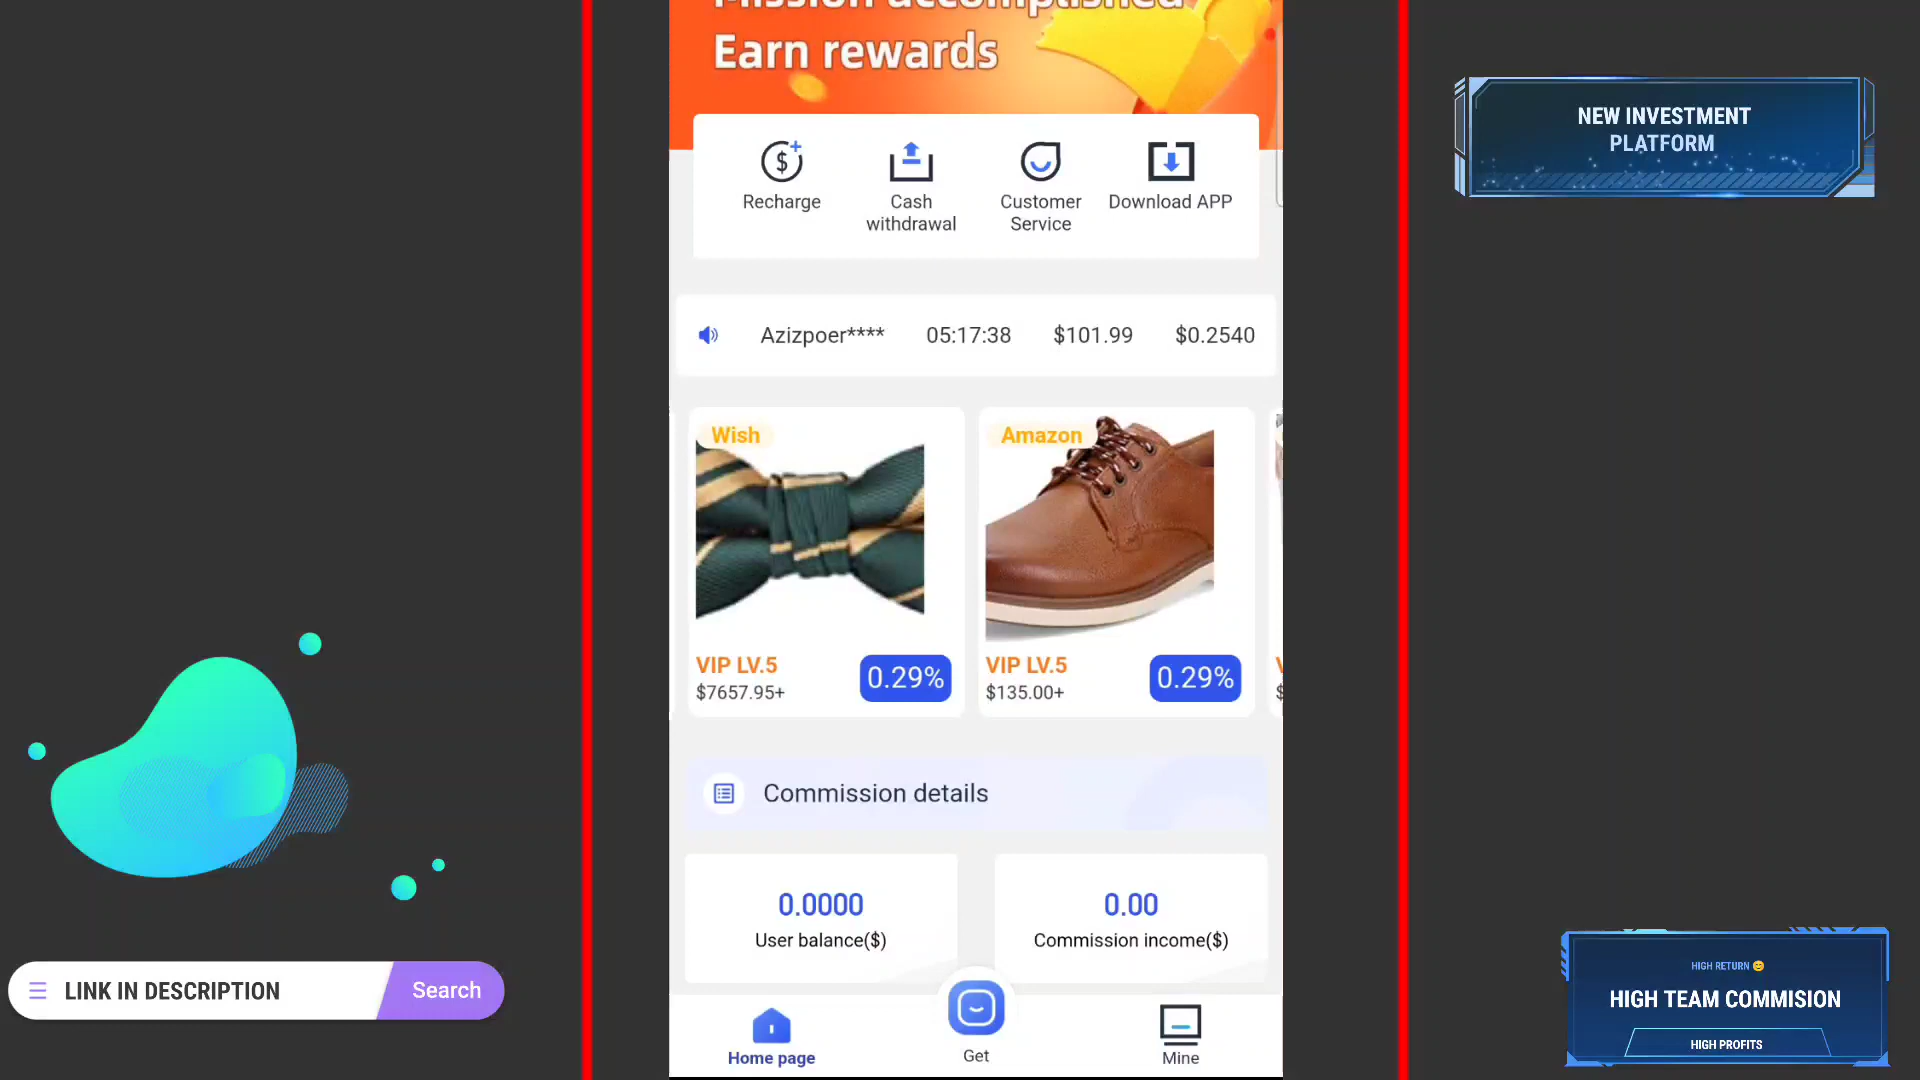 Mission accomplished
Earn rewards
NEW INVESTMENT
PLATFORM
Recharge
Cash
withdrawal
Customer
Service
Download APP
Azizpoer**** 05:17:38 $101.99 $0.2540
Wish
Amazon
VIP LV.5
$7657.95+
0.29%
VIP LV.5
$135.00+
0.29%
Commission details
0.0000
User balance($)
0.00
Commission income($)
LINK IN DESCRIPTION
Search
HIGH RETURN 😊
HIGH TEAM COMMISION
HIGH PROFITS
Home page
Get
Mine